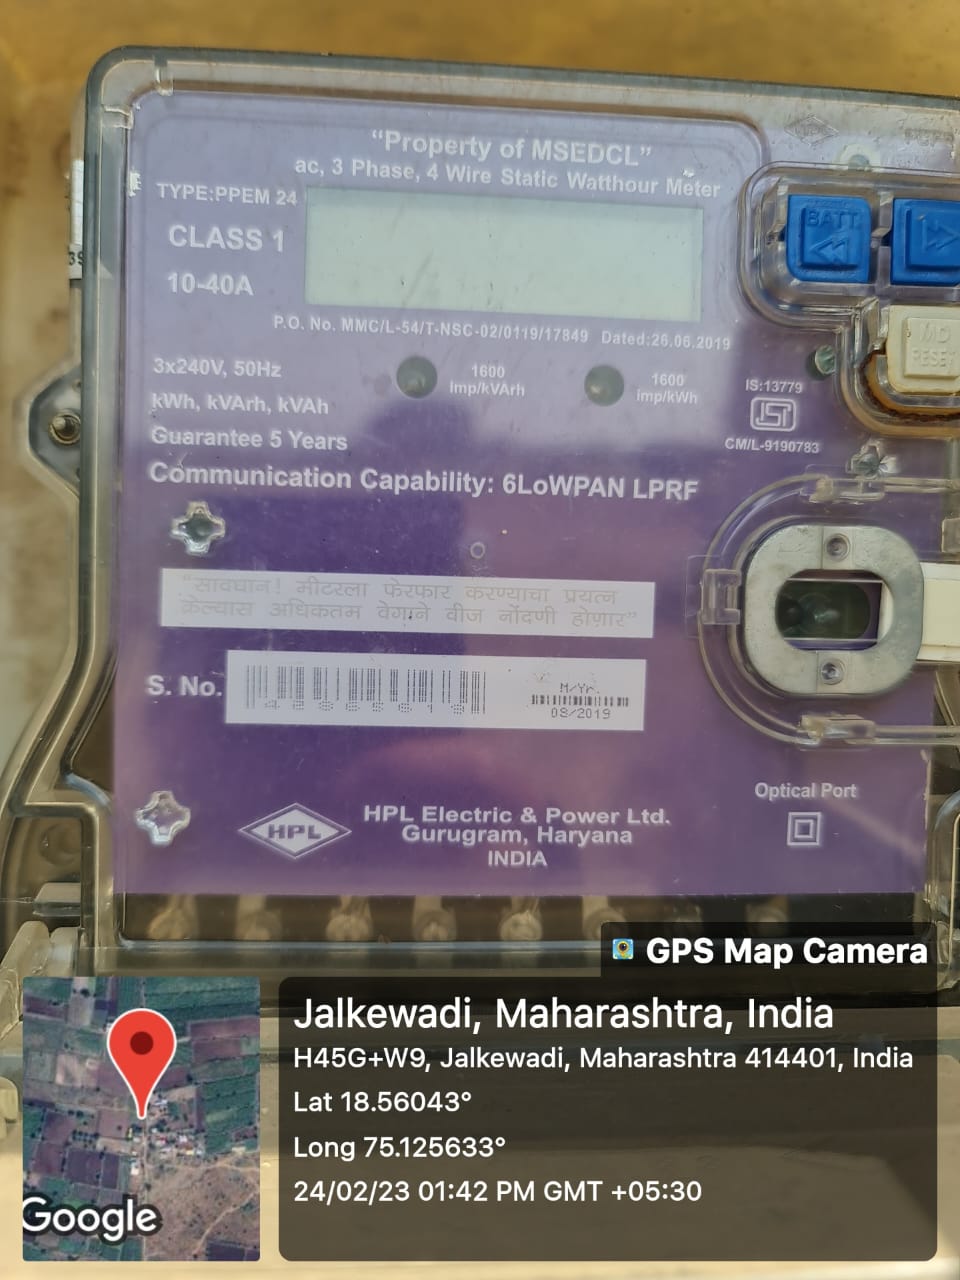 "Property of MSEDCL"
ac, 3 Phase, 4 Wire Static Watthour Meter
TYPE:PPEM 24
CLASS 1
10-40A
BATT
MD
RESET
P.O. No. MMC/L-54/T-NSC-02/0119/17849 Dated:26.06.2019
3x240V, 50Hz
1600
imp/kVArh
1600
imp/kWh
IS:13779
kWh, kVArh, kVAh
CM/L-9190783
Guarantee 5 Years
Communication Capability: 6LoWPAN LPRF
"सावधान! मीटरला फेरफार करण्याचा प्रयत्न
केल्यास अधिकतम वेगाने वीज नोंदणी होणार"
S. No.
M/Yr.
08/2019
Optical Port
HPL
HPL Electric & Power Ltd.
Gurugram, Haryana
INDIA
GPS Map Camera
Jalkewadi, Maharashtra, India
H45G+W9, Jalkewadi, Maharashtra 414401, India
Lat 18.56043°
Long 75.125633°
24/02/23 01:42 PM GMT +05:30
Google